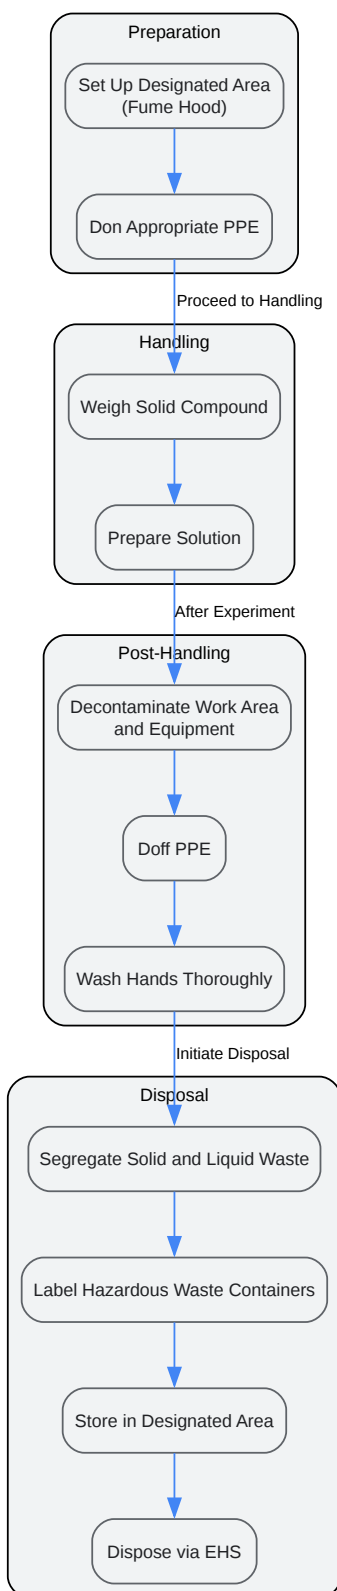 Preparation
Set Up Designated Area
(Fume Hood)
Don Appropriate PPE
Proceed to Handling
Handling
Weigh Solid Compound
Prepare Solution
After Experiment
Post-Handling
Decontaminate Work Area
and Equipment
Doff PPE
Wash Hands Thoroughly
Initiate Disposal
Disposal
Segregate Solid and Liquid Waste
Label Hazardous Waste Containers
Store in Designated Area
Dispose via EHS